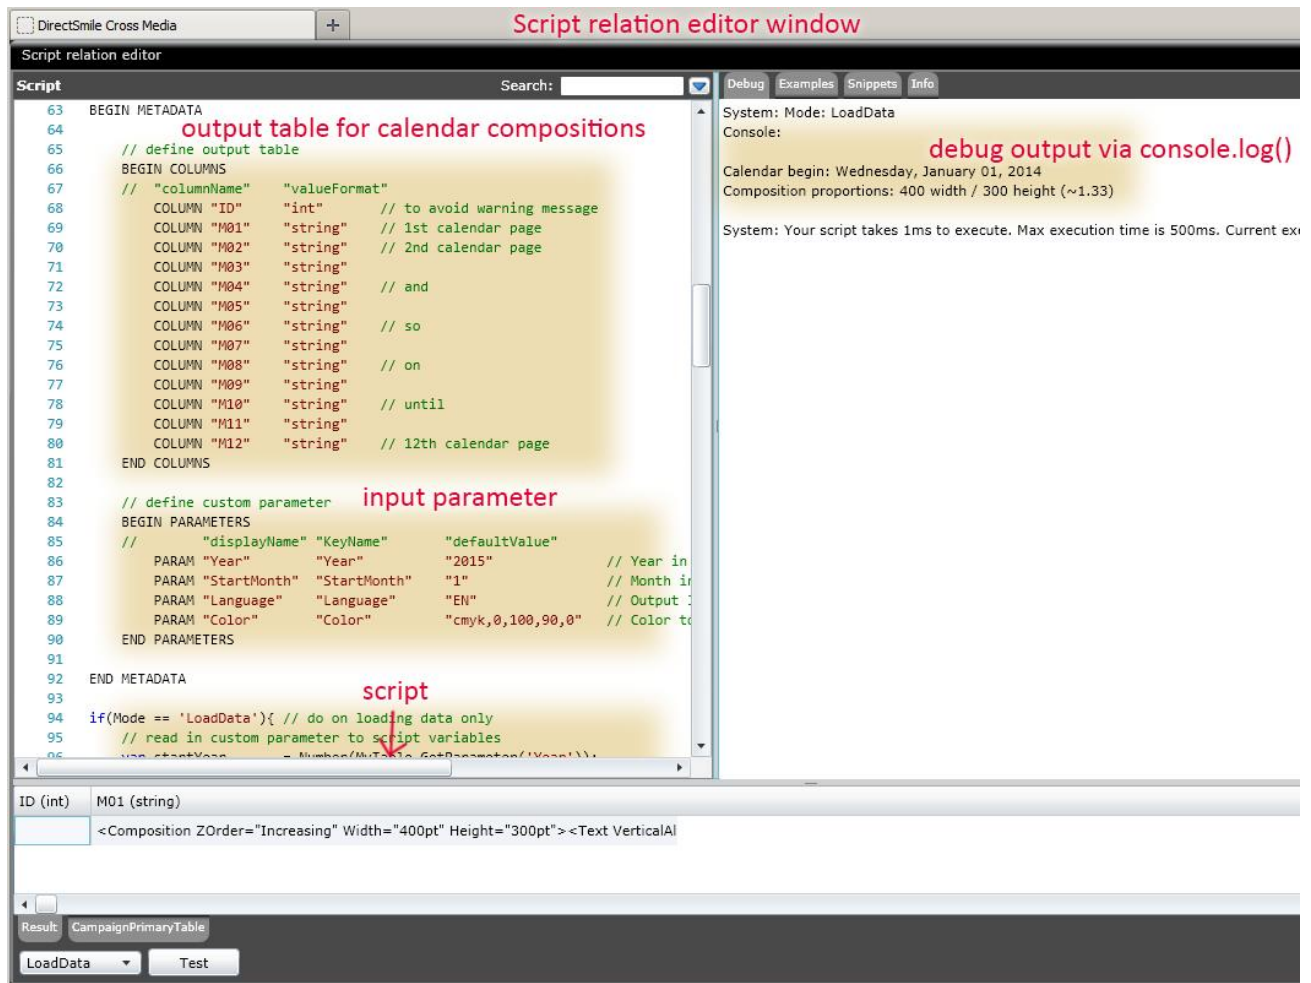 DirectSmile Cross Media
+
Script relation editor window
Script relation editor
Script Search:
63 BEGIN METADATA
64 output table for calendar compositions
65 // define output table
66 BEGIN COLUMNS
67 // "columnName" "valueFormat"
68 COLUMN "ID" "int" // to avoid warning message
69 COLUMN "M01" "string" // 1st calendar page
70 COLUMN "M02" "string" // 2nd calendar page
71 COLUMN "M03" "string"
72 COLUMN "M04" "string" // and
73 COLUMN "M05" "string"
74 COLUMN "M06" "string" // so
75 COLUMN "M07" "string"
76 COLUMN "M08" "string" // on
77 COLUMN "M09" "string"
78 COLUMN "M10" "string" // until
79 COLUMN "M11" "string"
80 COLUMN "M12" "string" // 12th calendar page
81 END COLUMNS
82
83 // define custom parameter input parameter
84 BEGIN PARAMETERS
85 // "displayName" "KeyName" "defaultValue"
86 PARAM "Year" "Year" "2015" // Year in
87 PARAM "StartMonth" "StartMonth" "1" // Month in
88 PARAM "Language" "Language" "EN" // Output
89 PARAM "Color" "Color" "cmyk,0,100,90,0" // Color to
90 END PARAMETERS
91
92 END METADATA
93 script
94 if(Mode == 'LoadData'){ // do on loading data only
95 // read in custom parameter to script variables
96 var startYear = Number(MyTable.GetParameter('Year'));
Debug Examples Snippets Info
System: Mode: LoadData
Console:
debug output via console.log()
Calendar begin: Wednesday, January 01, 2014
Composition proportions: 400 width / 300 height (~1.33)
System: Your script takes 1ms to execute. Max execution time is 500ms. Current exe
ID (int) M01 (string)
<Composition ZOrder="Increasing" Width="400pt" Height="300pt"><Text VerticalAl
Result CampaignPrimaryTable
LoadData Test